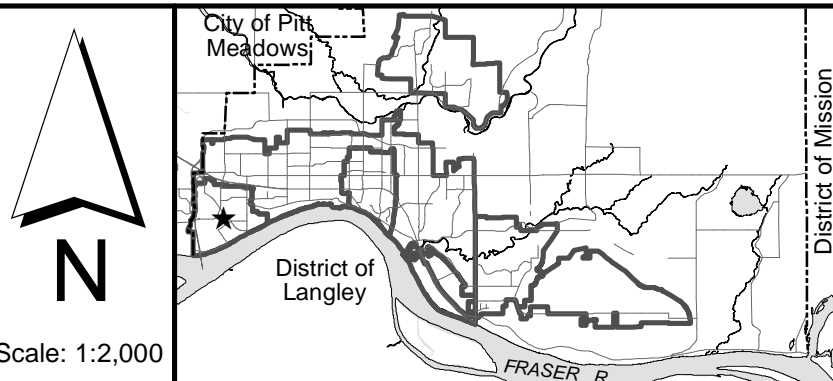 City of Pitt
Meadows
District of Mission
N
District of
Langley
Scale: 1:2,000
FRASER R